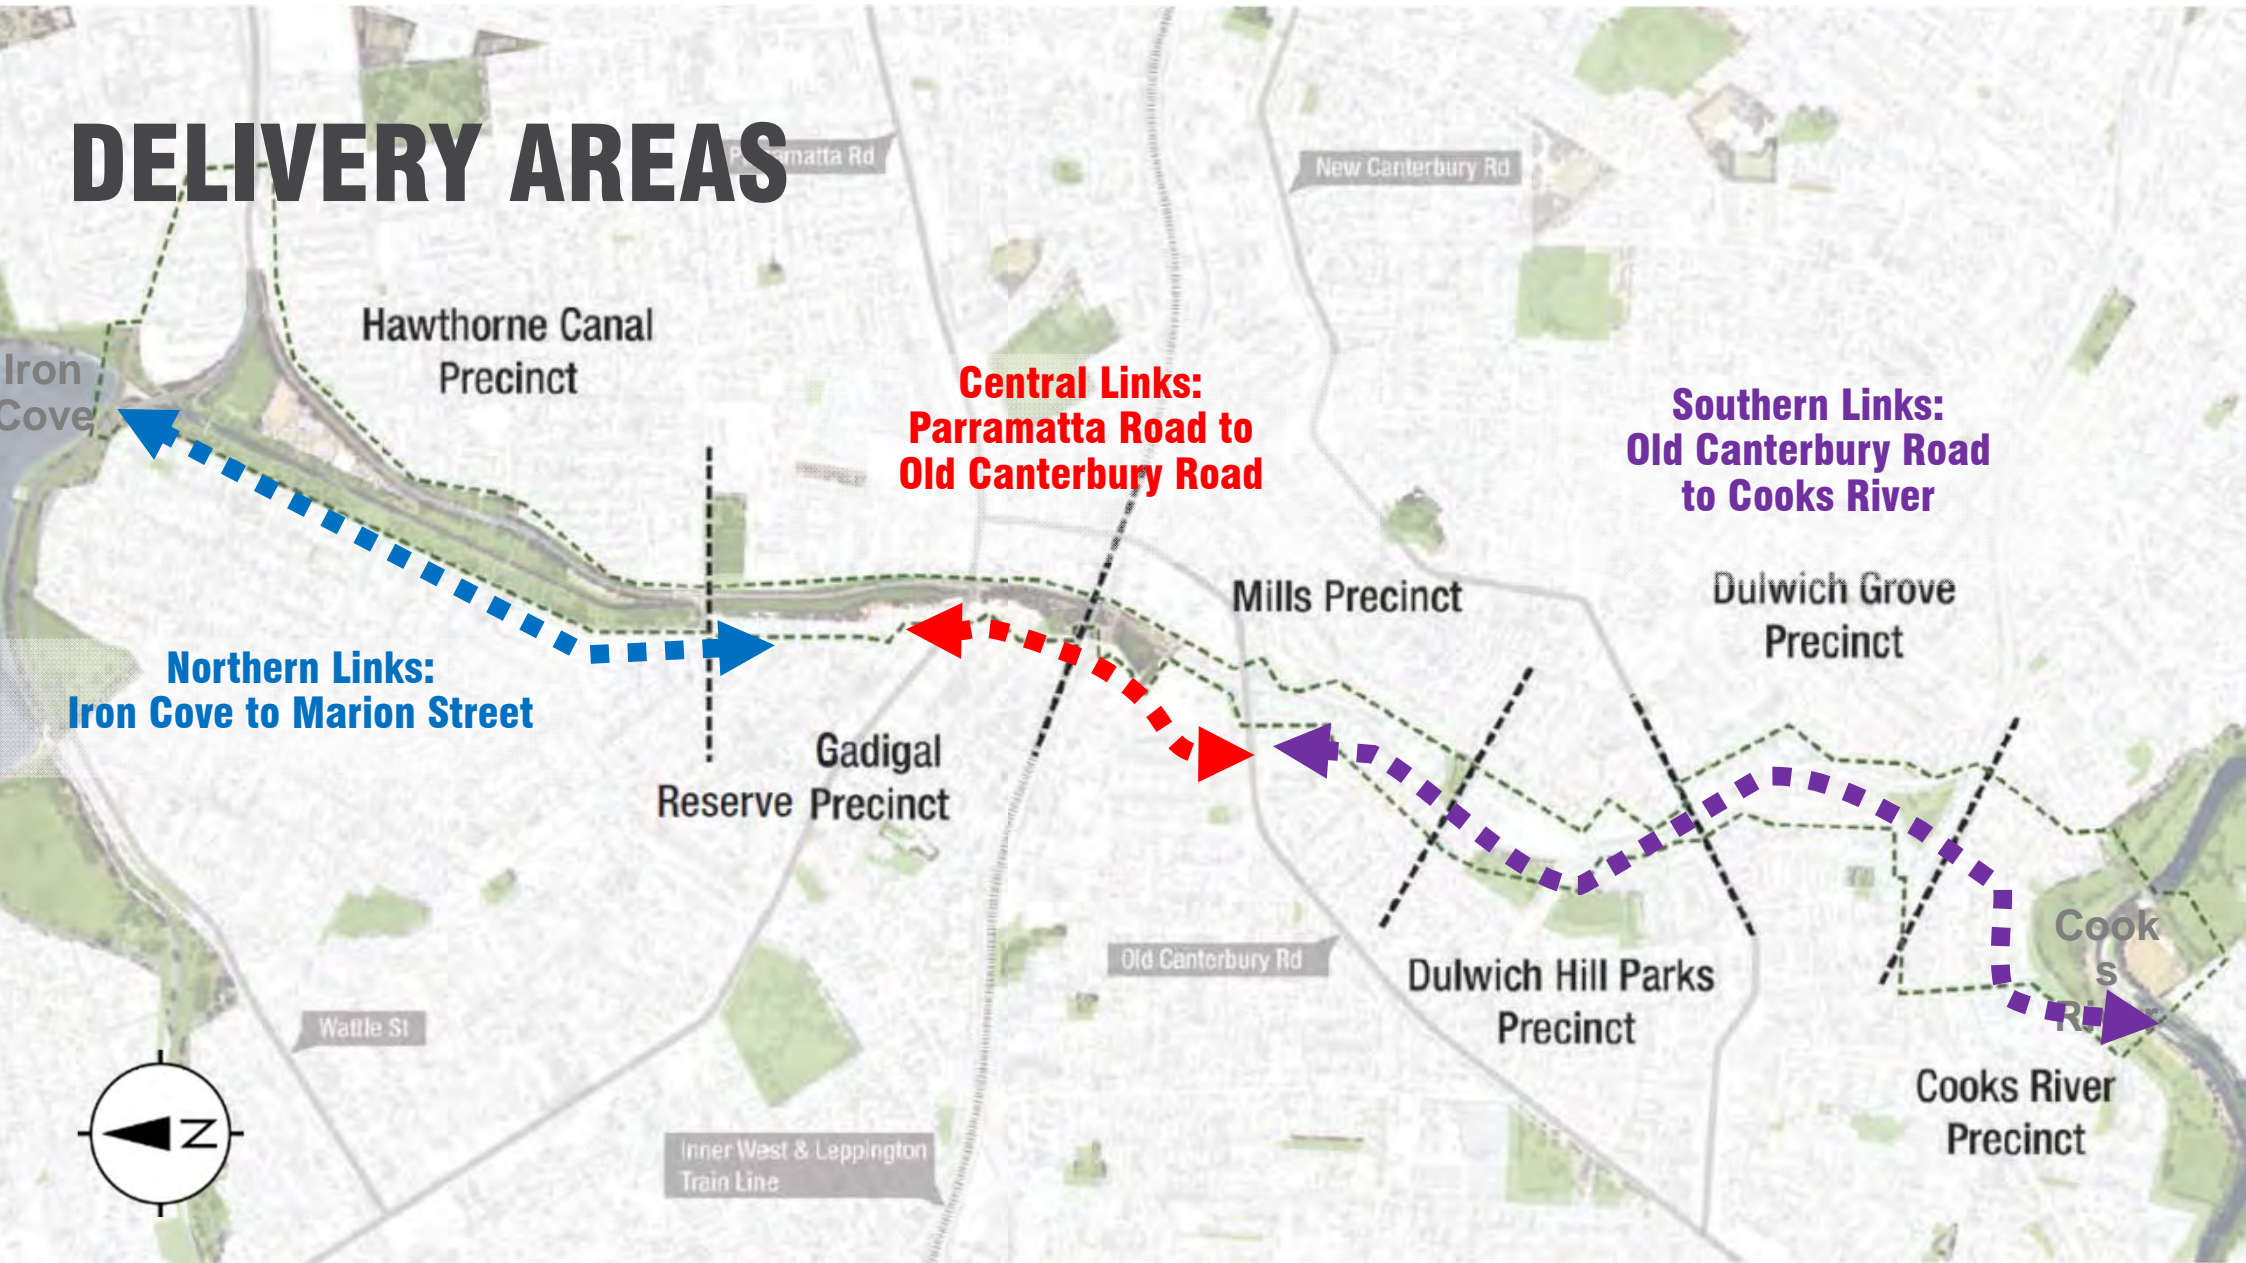 DELIVERY AREAS
New Canterbury Rd
Hawthorne Canal
Precinct
Iron
Cove
Central Links:
Parramatta Road to
Old Canterbury Road
Southern Links:
Old Canterbury Road
to Cooks River
Mills Precinct
Dulwich Grove
Precinct
Northern Links:
Iron Cove to Marion Street
Gadigal
Reserve Precinct
Old Canterbury Rd
Cook
s
Dulwich Hill Parks
Precinct
Wattle St
Cooks River
Precinct
N
Inner West & Leppington
Train Line